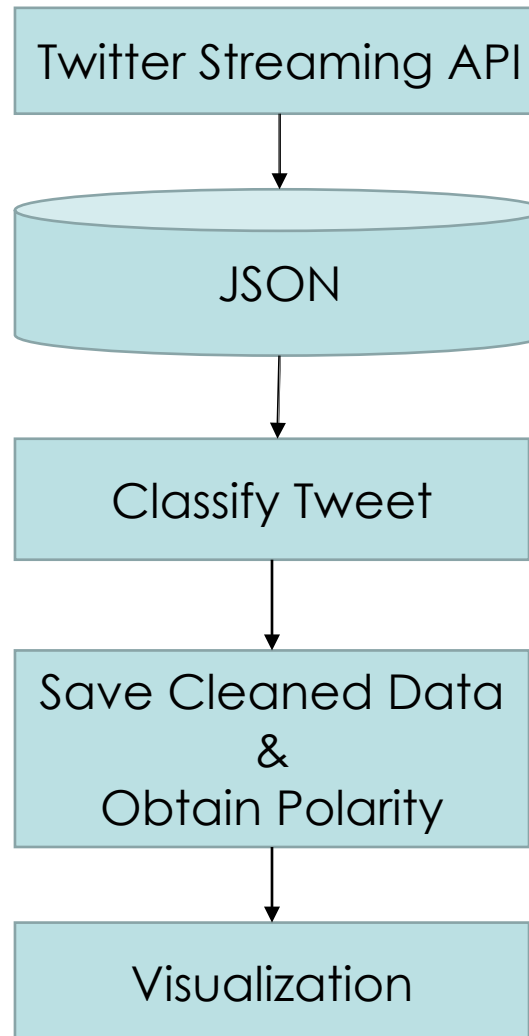 Twitter Streaming API
JSON
Classify Tweet
Save Cleaned Data
&
Obtain Polarity
Visualization